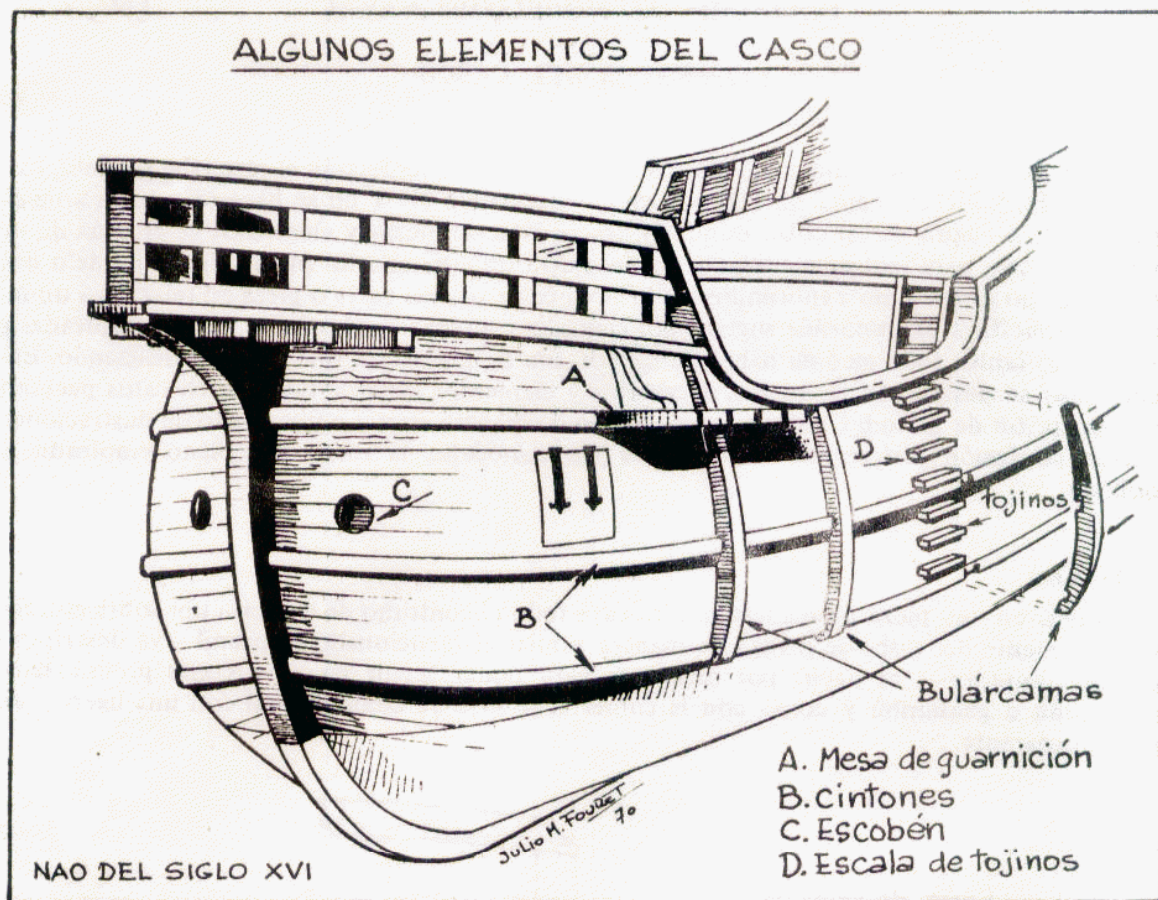 ALGUNOS ELEMENTOS DEL CASCO
A
D
C
tojinos
B
Bularcamas
A. Mesa de guarnición
B. Cintones
C. Escobén
D. Escala de tojinos
JULIO M. FOURET
70
NAO DEL SIGLO XVI